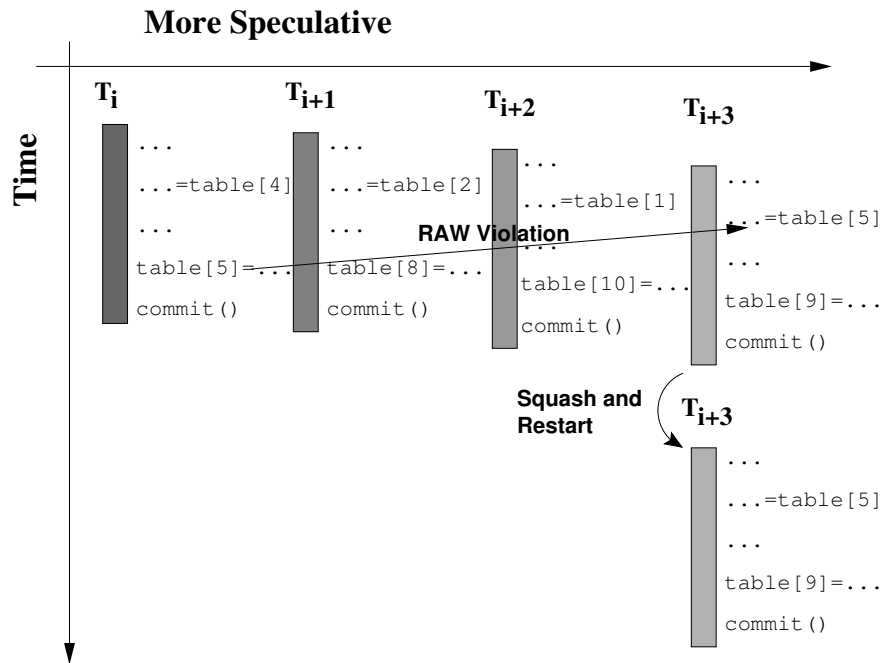 More Speculative
Time
Ti
...
...=table[4]
...
table[5]=...
commit()
Ti+1
...
...=table[2]
...
table[8]=...
commit()
Ti+2
...
...=table[1]
...
table[10]=...
commit()
Ti+3
...
...=table[5]
...
table[9]=...
commit()
RAW Violation
Squash and
Restart
Ti+3
...
...=table[5]
...
table[9]=...
commit()